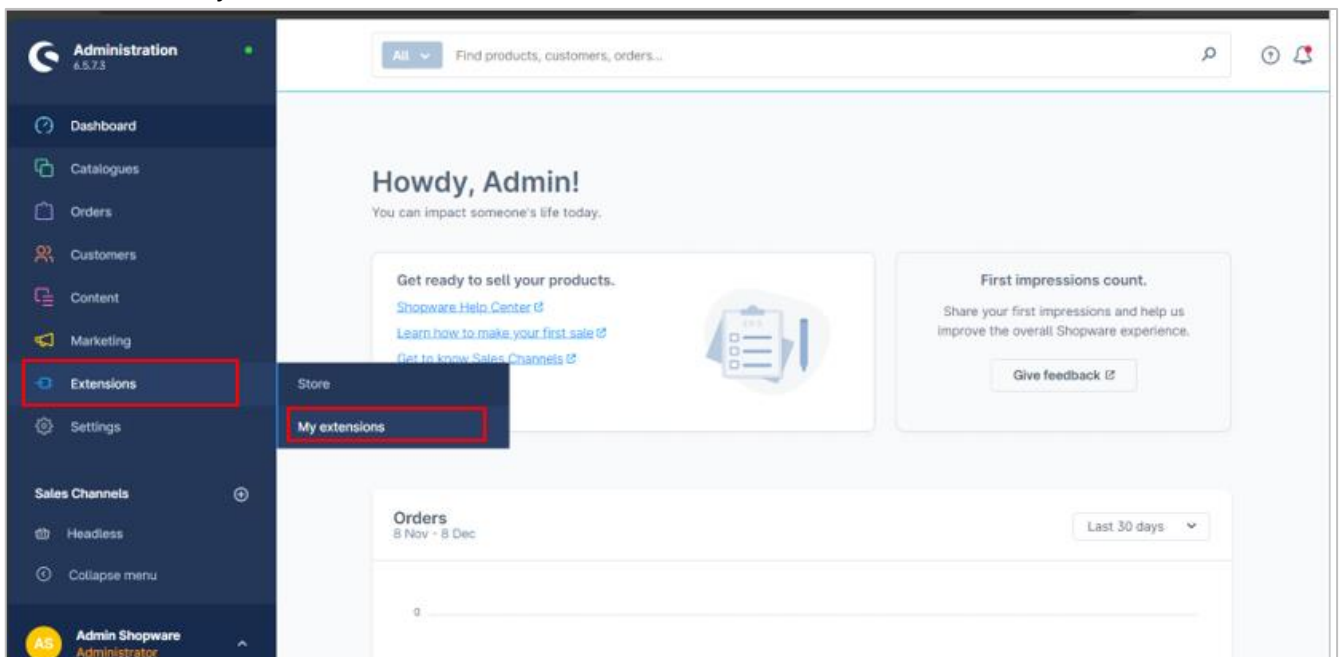 Administration
6.5.7.3
All
Find products, customers, orders...
Dashboard
Catalogues
Orders
Customers
Content
Marketing
Extensions
Settings
Store
My extensions
Sales Channels
Headless
Collapse menu
AS
Admin Shopware
Administrator
Howdy, Admin!
You can impact someone's life today.
Get ready to sell your products.
Shopware Help Center
Learn how to make your first sale
Get to know Sales Channels
First impressions count.
Share your first impressions and help us
improve the overall Shopware experience.
Give feedback
Orders
8 Nov - 8 Dec
Last 30 days
0